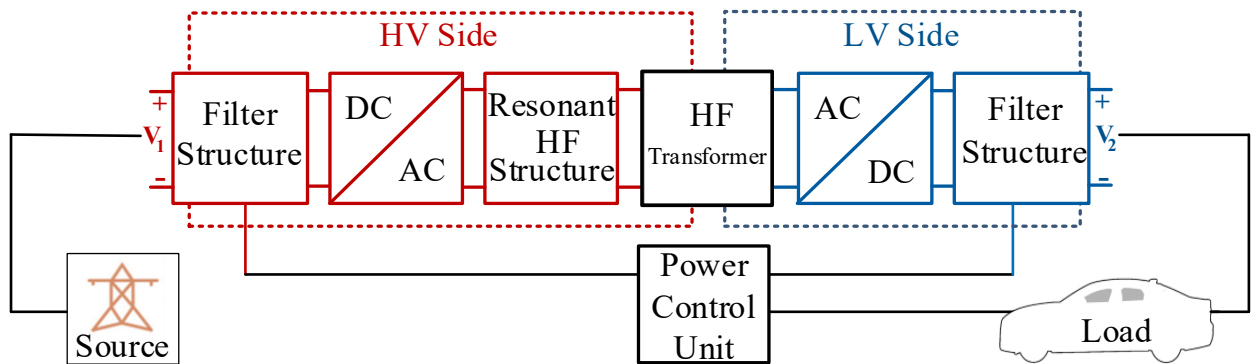 HV Side
LV Side
+
V1
-
Filter
Structure
DC
AC
Resonant
HF
Structure
HF
Transformer
AC
DC
Filter
Structure
+
V2
-
Source
Power
Control
Unit
Load